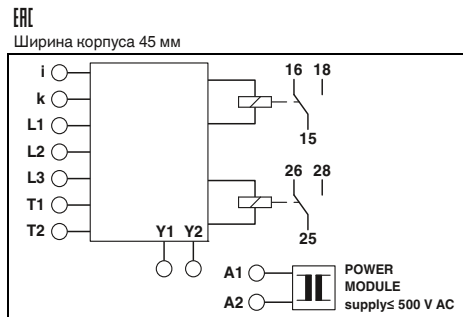 EAC
Ширина корпуса 45 мм
i
k
L1
L2
L3
T1
T2
Y1 Y2
16 18
15
26 28
25
A1
A2
POWER
MODULE
supply≤ 500 V AC